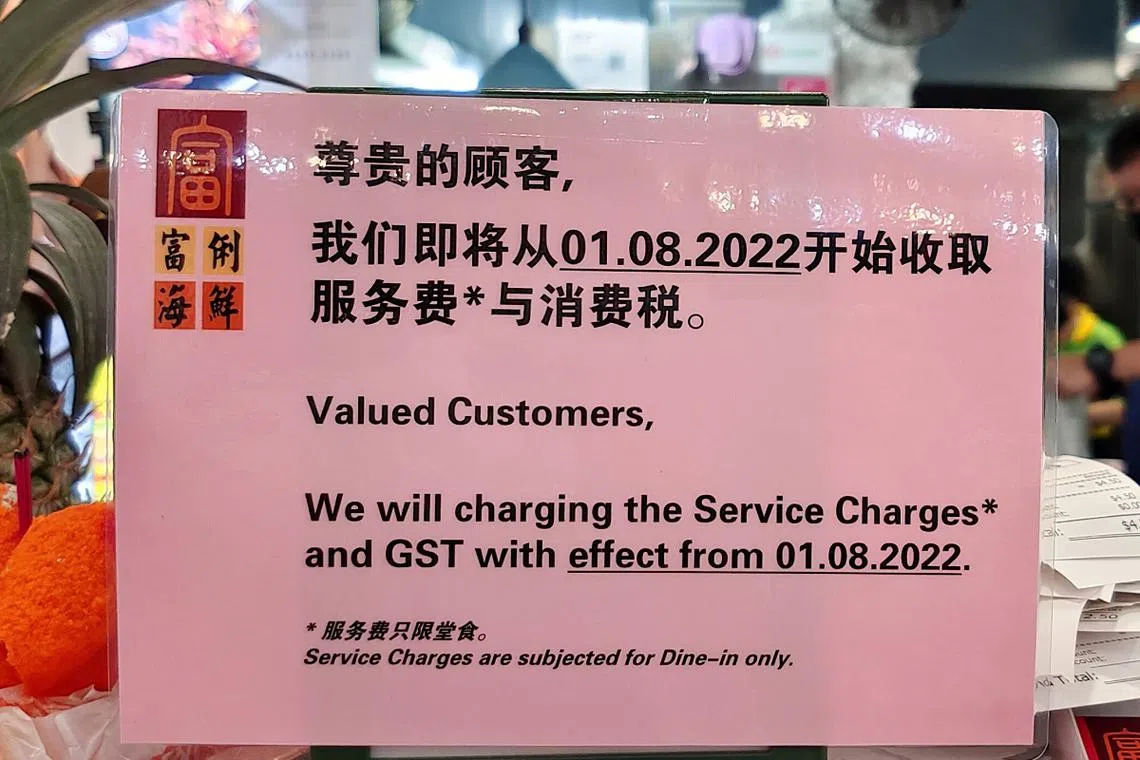 富
富俐
海鮮
尊贵的顾客,
我们即将从01.08.2022开始收取
服务费*与消费税。
Valued Customers,
We will charging the Service Charges*
and GST with effect from 01.08.2022.
* 服务费只限堂食。
Service Charges are subjected for Dine-in only.